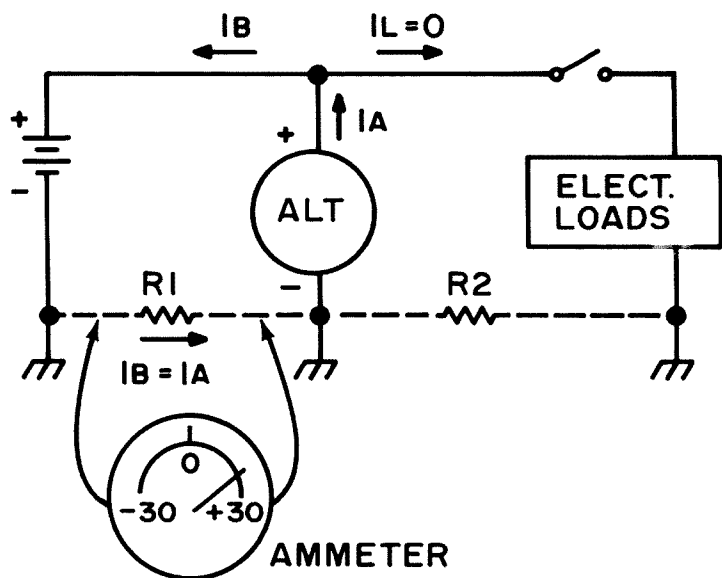 IB
IL=0
+
+
IA
-
ALT
ELECT.
LOADS
R1
-
R2
IB=IA
0
-30
+30
AMMETER